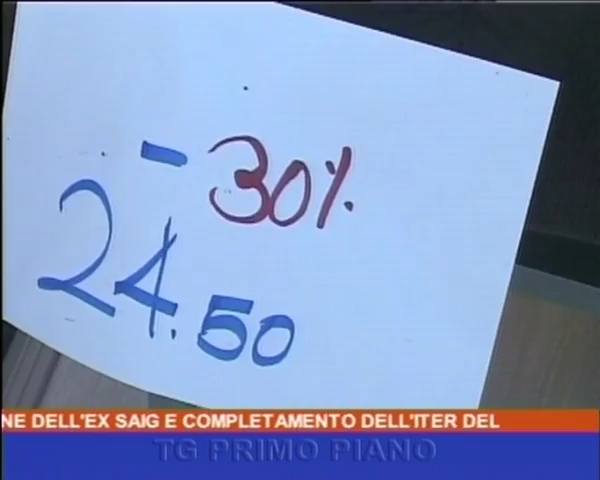 - 30%
24.50
NE DELL'EX SAIG E COMPLETAMENTO DELL'ITER DEL
TG PRIMO PIANO